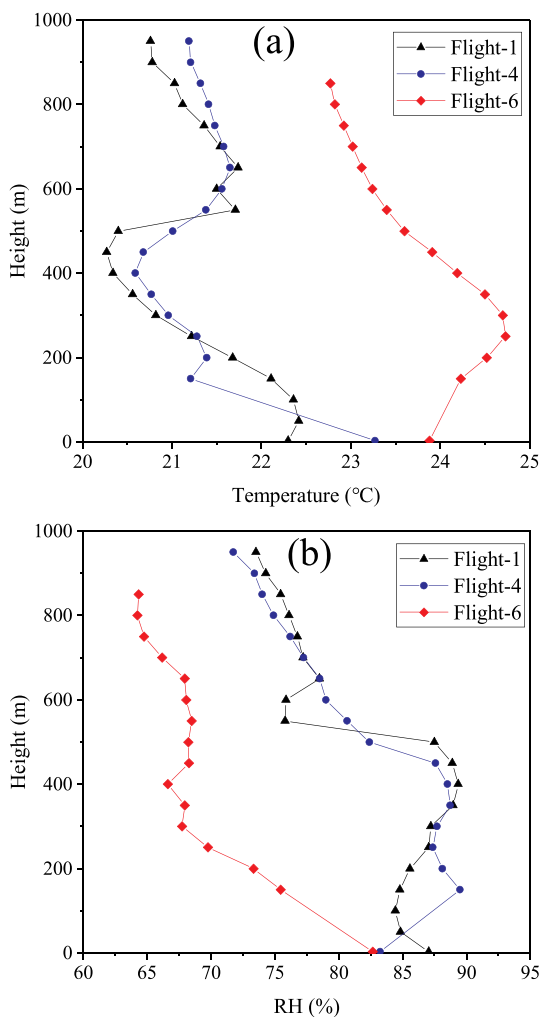 1000
800
600
400
200
0
Height (m)
(a)
Flight-1
Flight-4
Flight-6
20 21 22 23 24 25
Temperature (℃)
1000
800
600
400
200
0
Height (m)
(b)
Flight-1
Flight-4
Flight-6
60 65 70 75 80 85 90 95
RH (%)